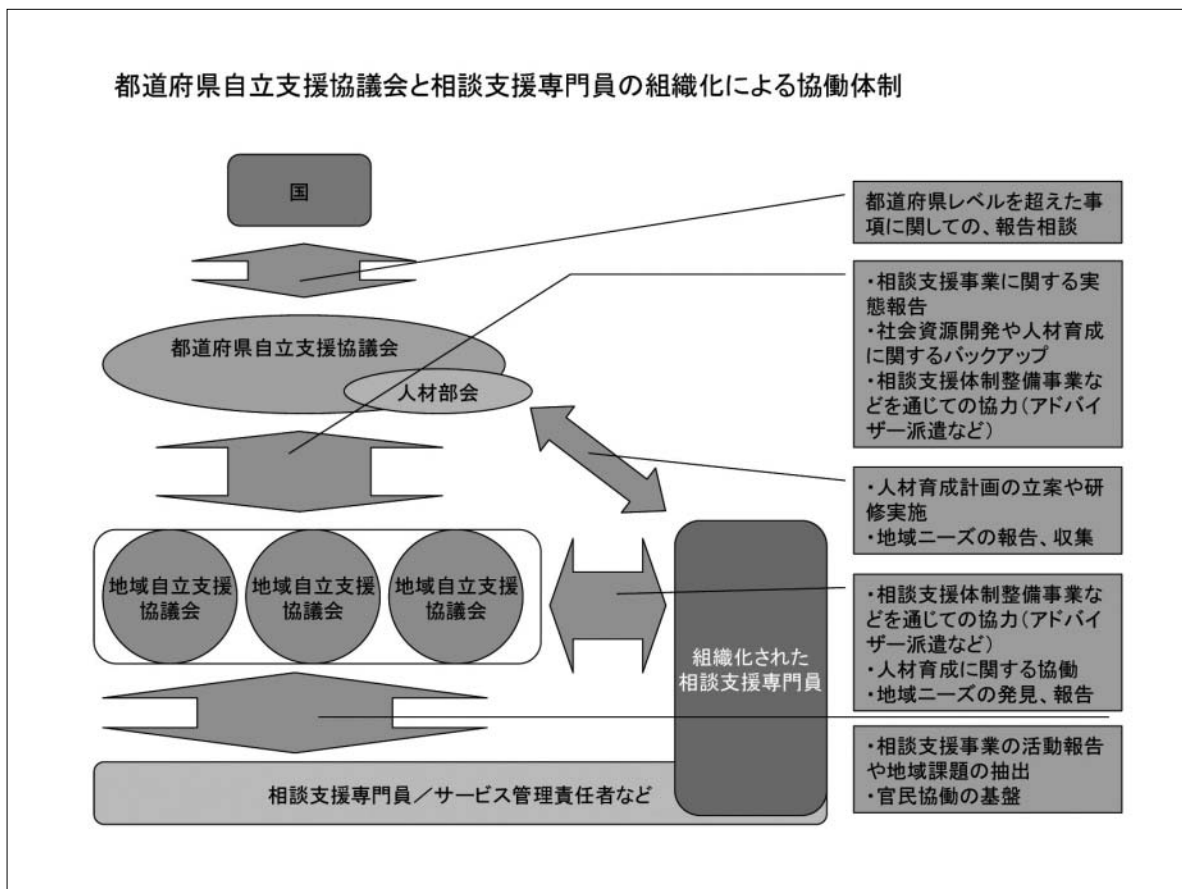 都道府県自立支援協議会と相談支援専門員の組織化による協働体制
国
都道府県自立支援協議会
人材部会
地域自立支援
協議会
地域自立支援
協議会
地域自立支援
協議会
組織化された
相談支援専門員
相談支援専門員／サービス管理責任者など
都道府県レベルを超えた事
項に関しての、報告相談
・相談支援事業に関する実
態報告
・社会資源開発や人材育成
に関するバックアップ
・相談支援体制整備事業な
どを通じての協力（アドバイ
ザー派遣など）
・人材育成計画の立案や研
修実施
・地域ニーズの報告、収集
・相談支援体制整備事業な
どを通じての協力（アドバイ
ザー派遣など）
・人材育成に関する協働
・地域ニーズの発見、報告
・相談支援事業の活動報告
や地域課題の抽出
・官民協働の基盤